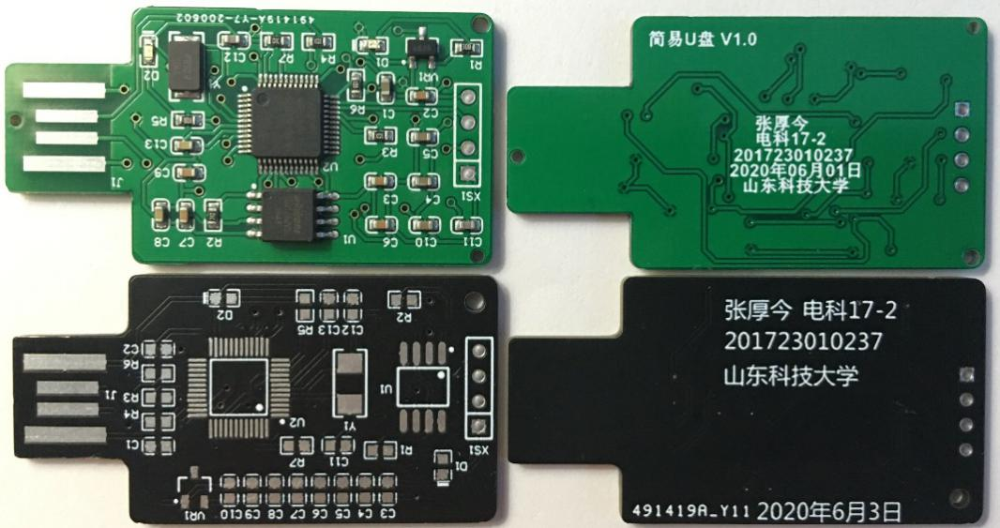 491419A-Y7-200602
D2
Y1
C12
R7
R4
D1
VR1
R1
R5
C13
C9
J1
U2
R6
C1
C2
R3
C5
C3
C4
XS1
C8
C7
R2
U1
C6
C10
C11
简易U盘 V1.0
张厚今
电科17-2
201723010237
2020年06月01日
山东科技大学
D2
R5
C13
C12
R2
C2
R6
R3
J1
R4
C1
U2
Y1
U1
XS1
R7
C11
R1
D1
VR1
C10
C9
C8
C7
C6
C5
C4
C3
张厚今 电科17-2
201723010237
山东科技大学
491419A_Y11 2020年6月3日